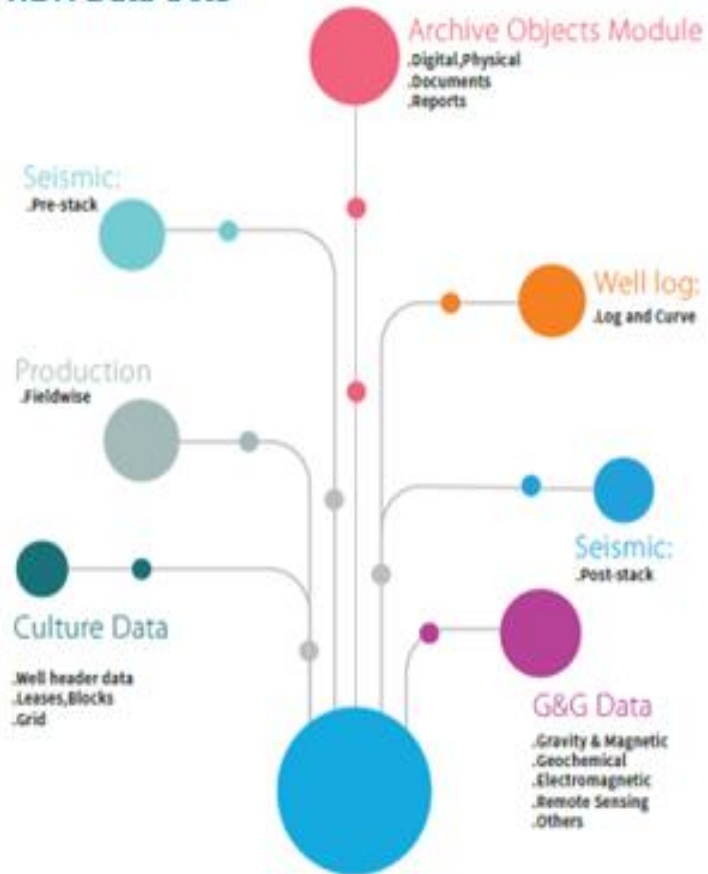 Archive Objects Module
.Digital,Physical
.Documents
.Reports
Seismic:
.Pre-stack
Well log:
.Log and Curve
Production
.Fieldwise
Seismic:
.Post-stack
Culture Data
.Well header data
.Leases,Blocks
.Grid
G&G Data
.Gravity & Magnetic
.Geochemical
.Electromagnetic
.Remote Sensing
.Others